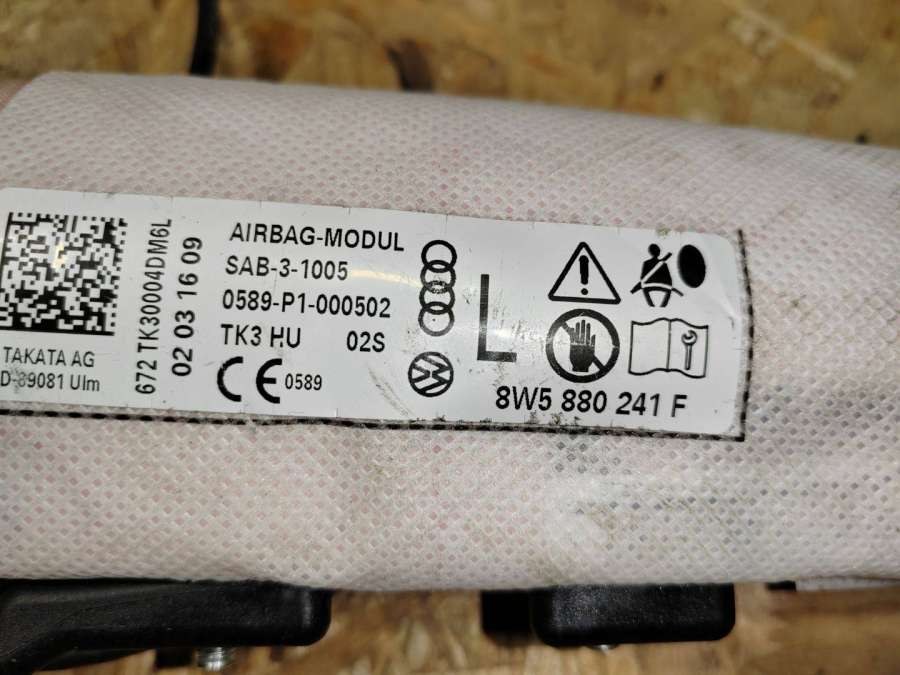 TAKATA AG
D-89081 Ulm
672 TK30004DM6L
02 03 16 09
AIRBAG-MODUL
SAB-3-1005
0589-P1-000502
TK3 HU 02S
CE 0589
L
8W5 880 241 F